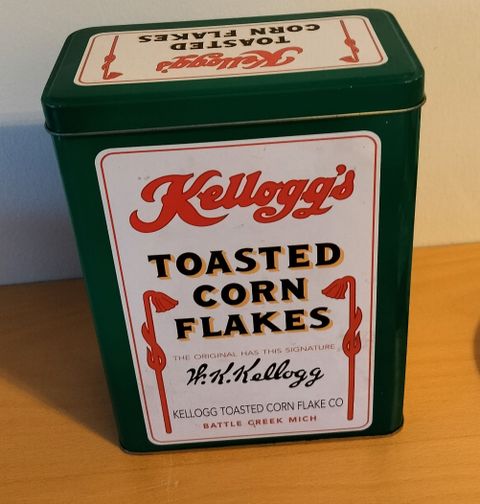 TOASTED
CORN FLAKES
Kellogg's
Kellogg's
TOASTED
CORN
FLAKES
THE ORIGINAL HAS THIS SIGNATURE
W.K.Kellogg
KELLOGG TOASTED CORN FLAKE CO
BATTLE CREEK MICH